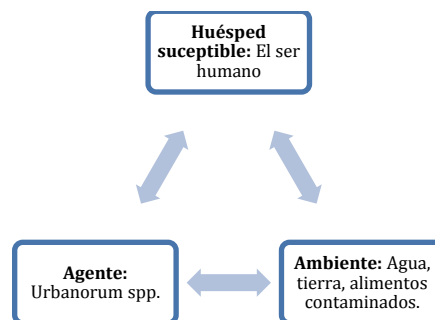 Huésped
suceptible: El ser
humano
Agente:
Urbanorum spp.
Ambiente: Agua,
tierra, alimentos
contaminados.